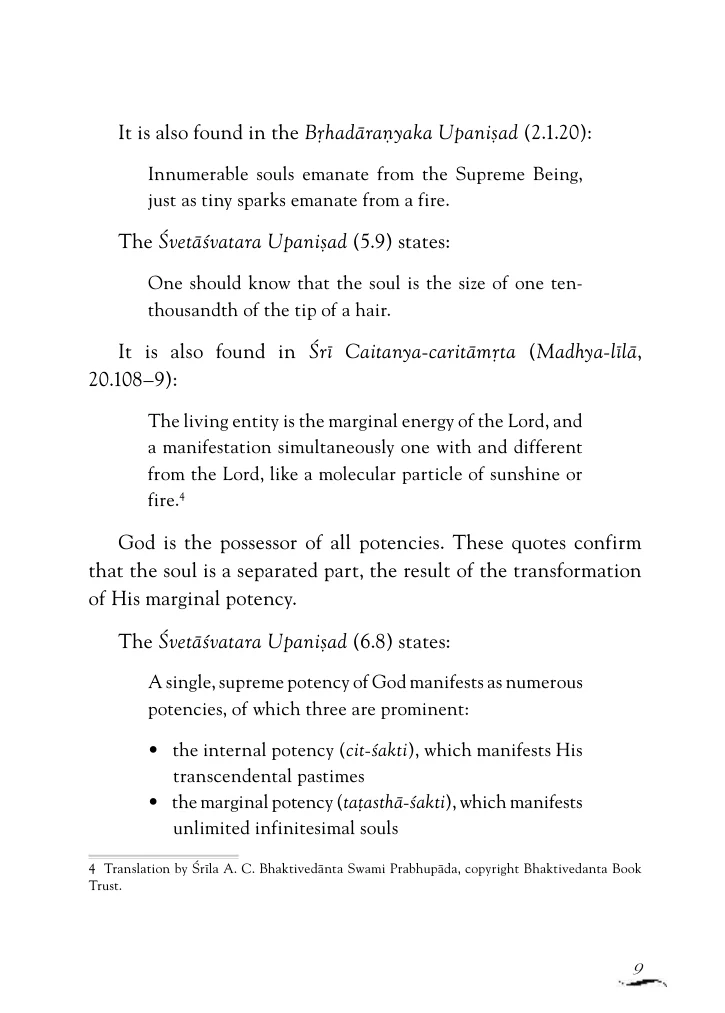 It is also found in the Bṛhadāraṇyaka Upaniṣad (2.1.20):
Innumerable souls emanate from the Supreme Being,
just as tiny sparks emanate from a fire.
The Śvetāśvatara Upaniṣad (5.9) states:
One should know that the soul is the size of one ten-
thousandth of the tip of a hair.
It is also found in Śrī Caitanya-caritāmṛta (Madhya-līlā,
20.108–9):
The living entity is the marginal energy of the Lord, and
a manifestation simultaneously one with and different
from the Lord, like a molecular particle of sunshine or
fire.⁴
God is the possessor of all potencies. These quotes confirm
that the soul is a separated part, the result of the transformation
of His marginal potency.
The Śvetāśvatara Upaniṣad (6.8) states:
A single, supreme potency of God manifests as numerous
potencies, of which three are prominent:
• the internal potency (cit-śakti), which manifests His
transcendental pastimes
• the marginal potency (taṭasthā-śakti), which manifests
unlimited infinitesimal souls
4 Translation by Śrīla A. C. Bhaktivedānta Swami Prabhupāda, copyright Bhaktivedanta Book
Trust.
9